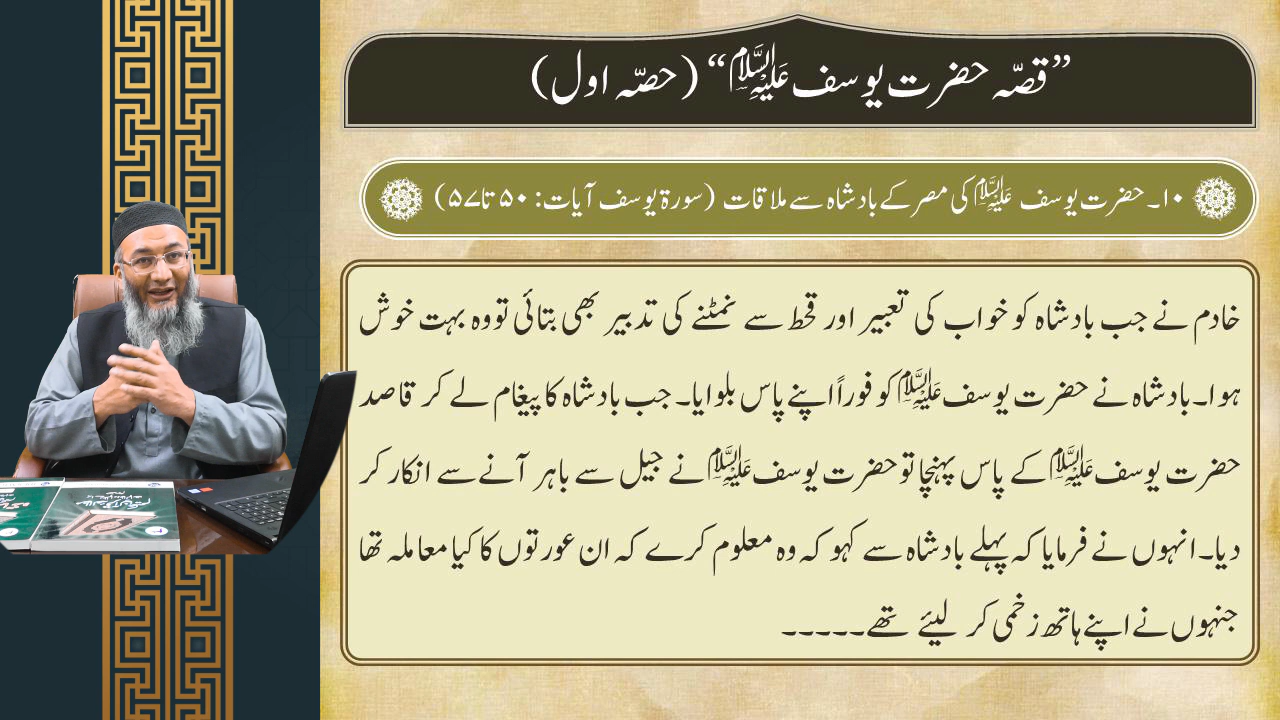 ”قصّہ حضرت یوسف علیہ السلام“ (حصّہ اول)
۱۰۔ حضرت یوسف علیہ السلام کی مصر کے بادشاہ سے ملاقات (سورۃ یوسف آیات: ۵۰ تا ۵۷)
خادم نے جب بادشاہ کو خواب کی تعبیر اور قحط سے نمٹنے کی تدبیر بھی بتائی تو وہ بہت خوش
ہوا۔بادشاہ نے حضرت یوسف علیہ السلام کو فوراً اپنے پاس بلوایا۔ جب بادشاہ کا پیغام لے کر قاصد
حضرت یوسف علیہ السلام کے پاس پہنچا تو حضرت یوسف علیہ السلام نے جیل سے باہر آنے سے انکار کر
دیا۔انہوں نے فرمایا کہ پہلے بادشاہ سے کہو کہ وہ معلوم کرے کہ ان عورتوں کا کیا معاملہ تھا
جنہوں نے اپنے ہاتھ زخمی کر لیئے تھے۔۔۔۔۔